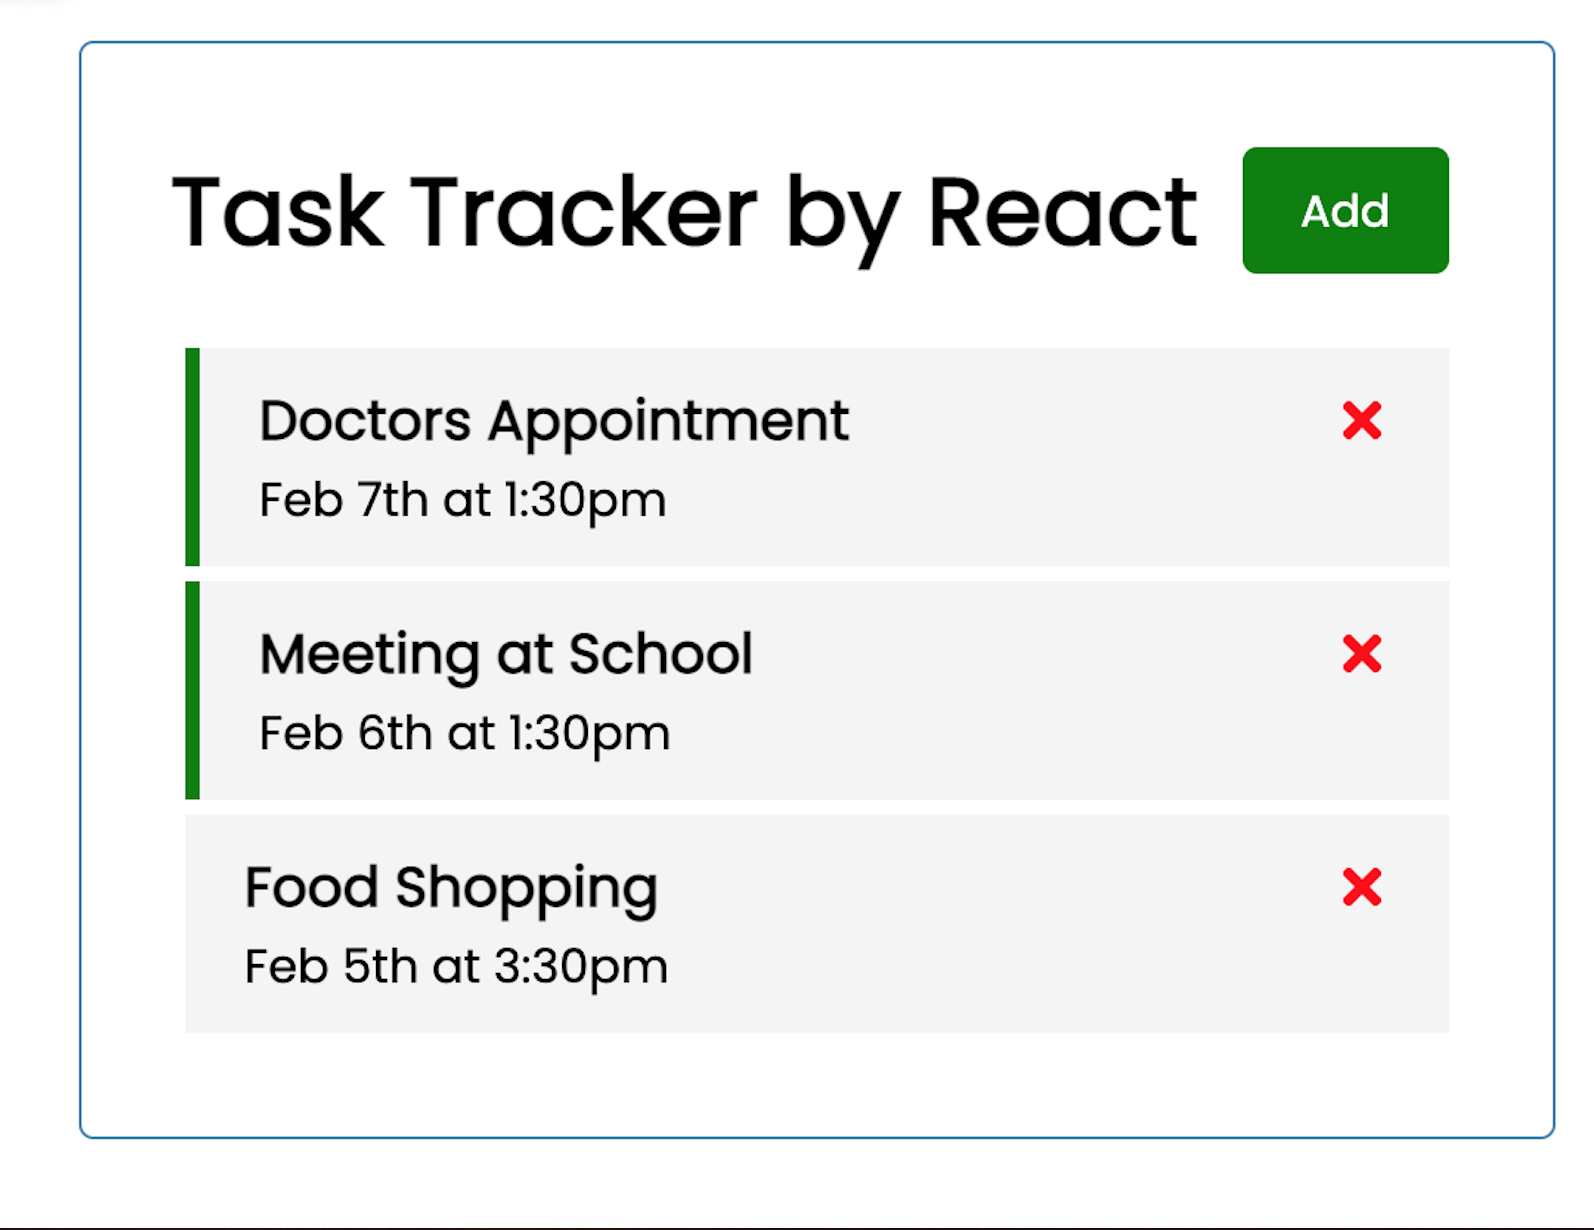 Task Tracker by React
Add
Doctors Appointment
Feb 7th at 1:30pm
Meeting at School
Feb 6th at 1:30pm
Food Shopping
Feb 5th at 3:30pm